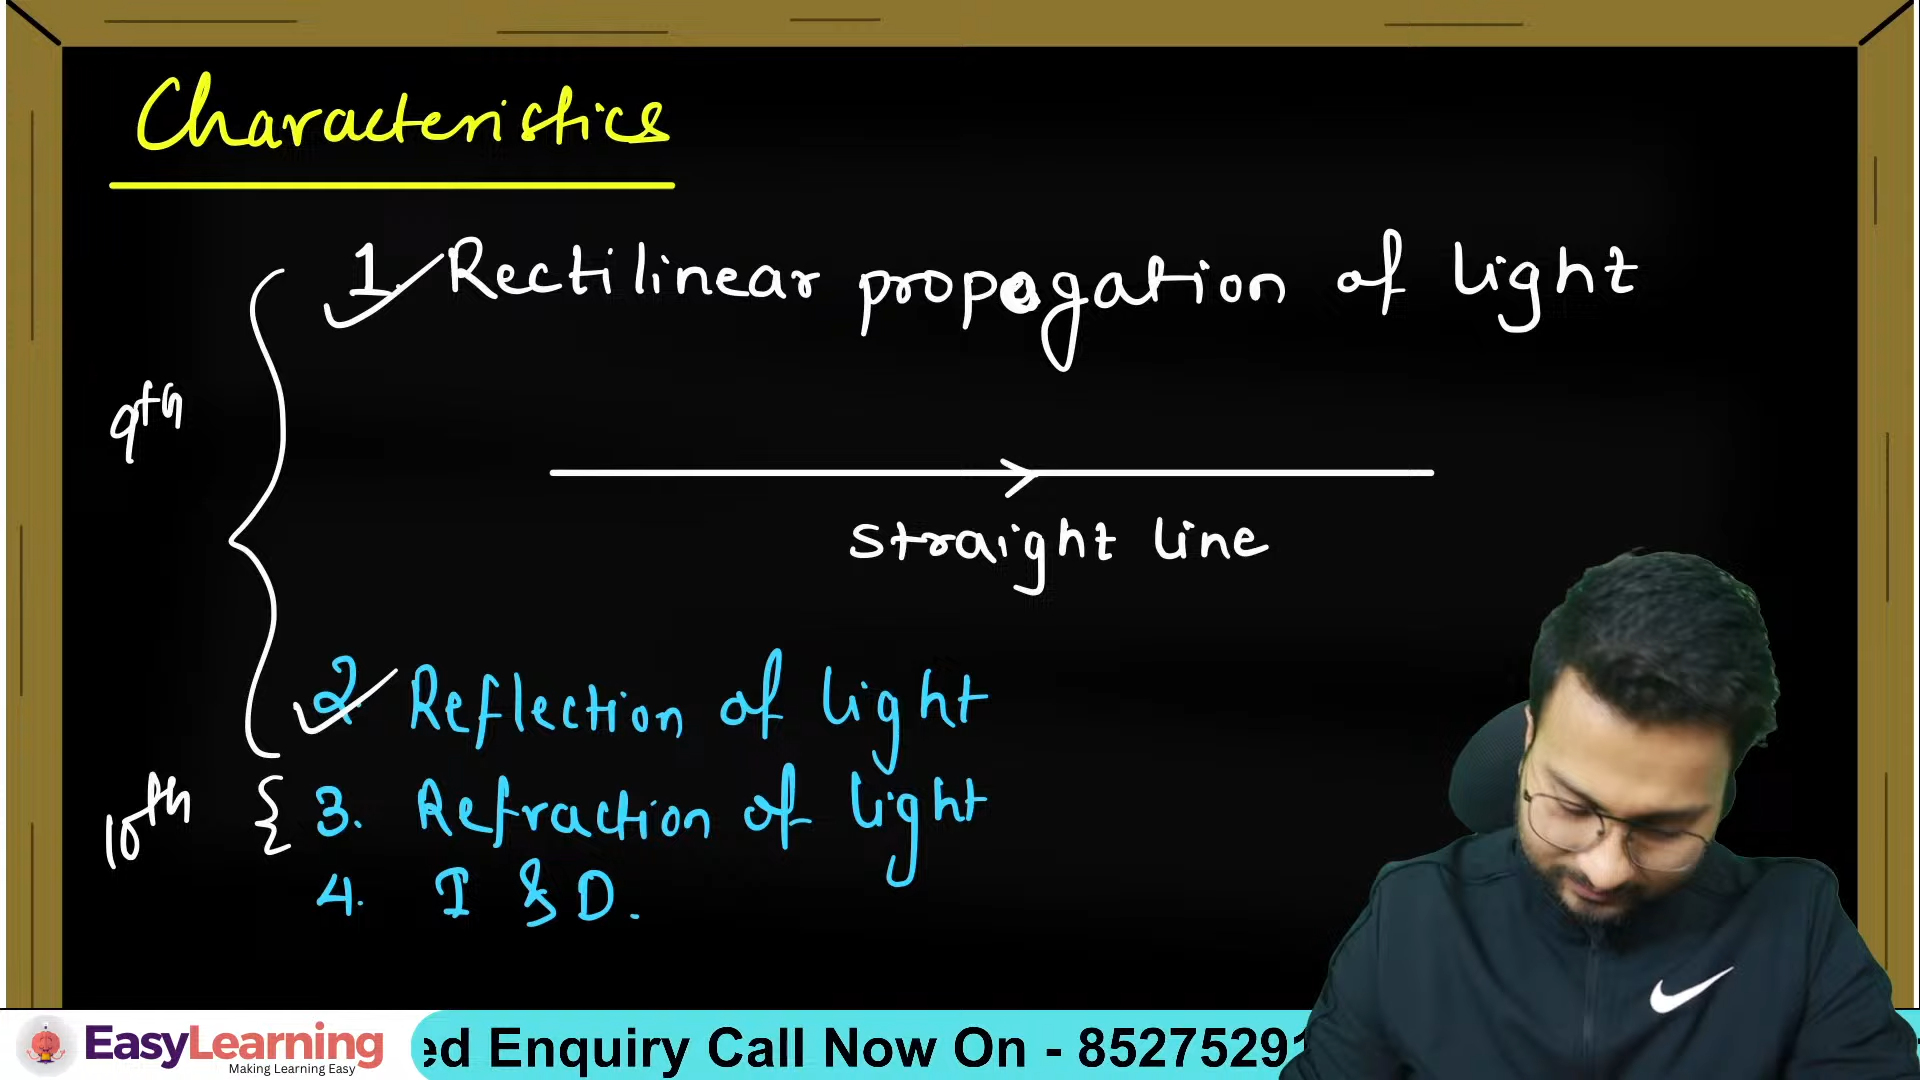 Characteristics
1. Rectilinear propagation of light
9th
straight line
2. Reflection of light
10th
3. Refraction of light
4. I & D.
EasyLearning
Making Learning Easy
ed Enquiry Call Now On - 8527529